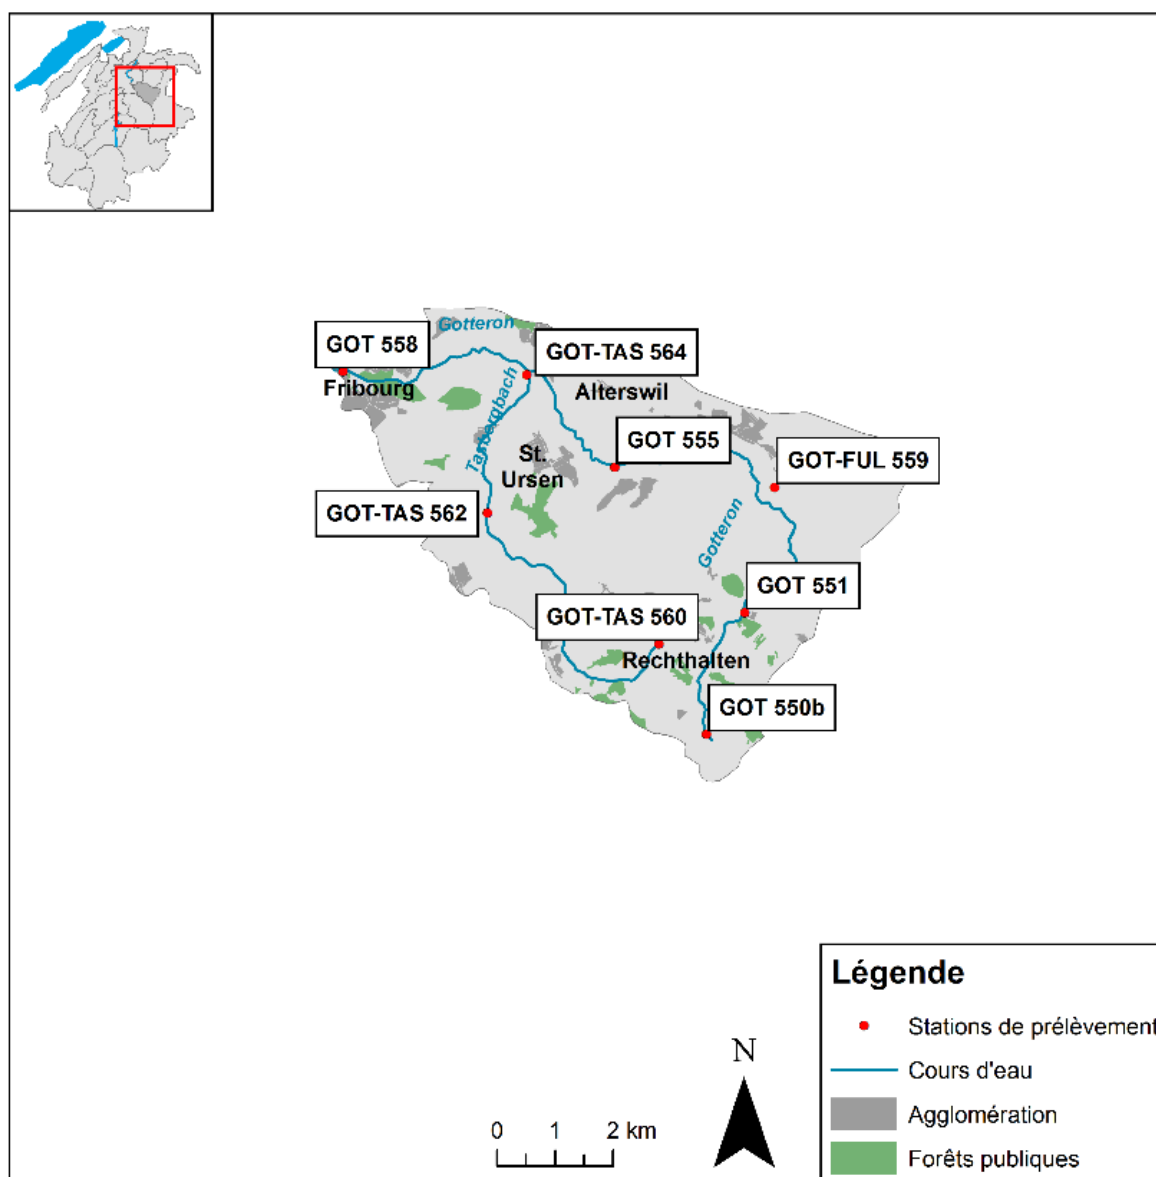 Gotteron
GOT 558
GOT-TAS 564
Fribourg
Alterswil
Tasbergbach
GOT 555
St.
Ursen
GOT-FUL 559
GOT-TAS 562
Gotteron
GOT 551
GOT-TAS 560
Rechthalten
GOT 550b
Légende
Stations de prélèvement
Cours d'eau
Agglomération
Forêts publiques
N
0 1 2 km